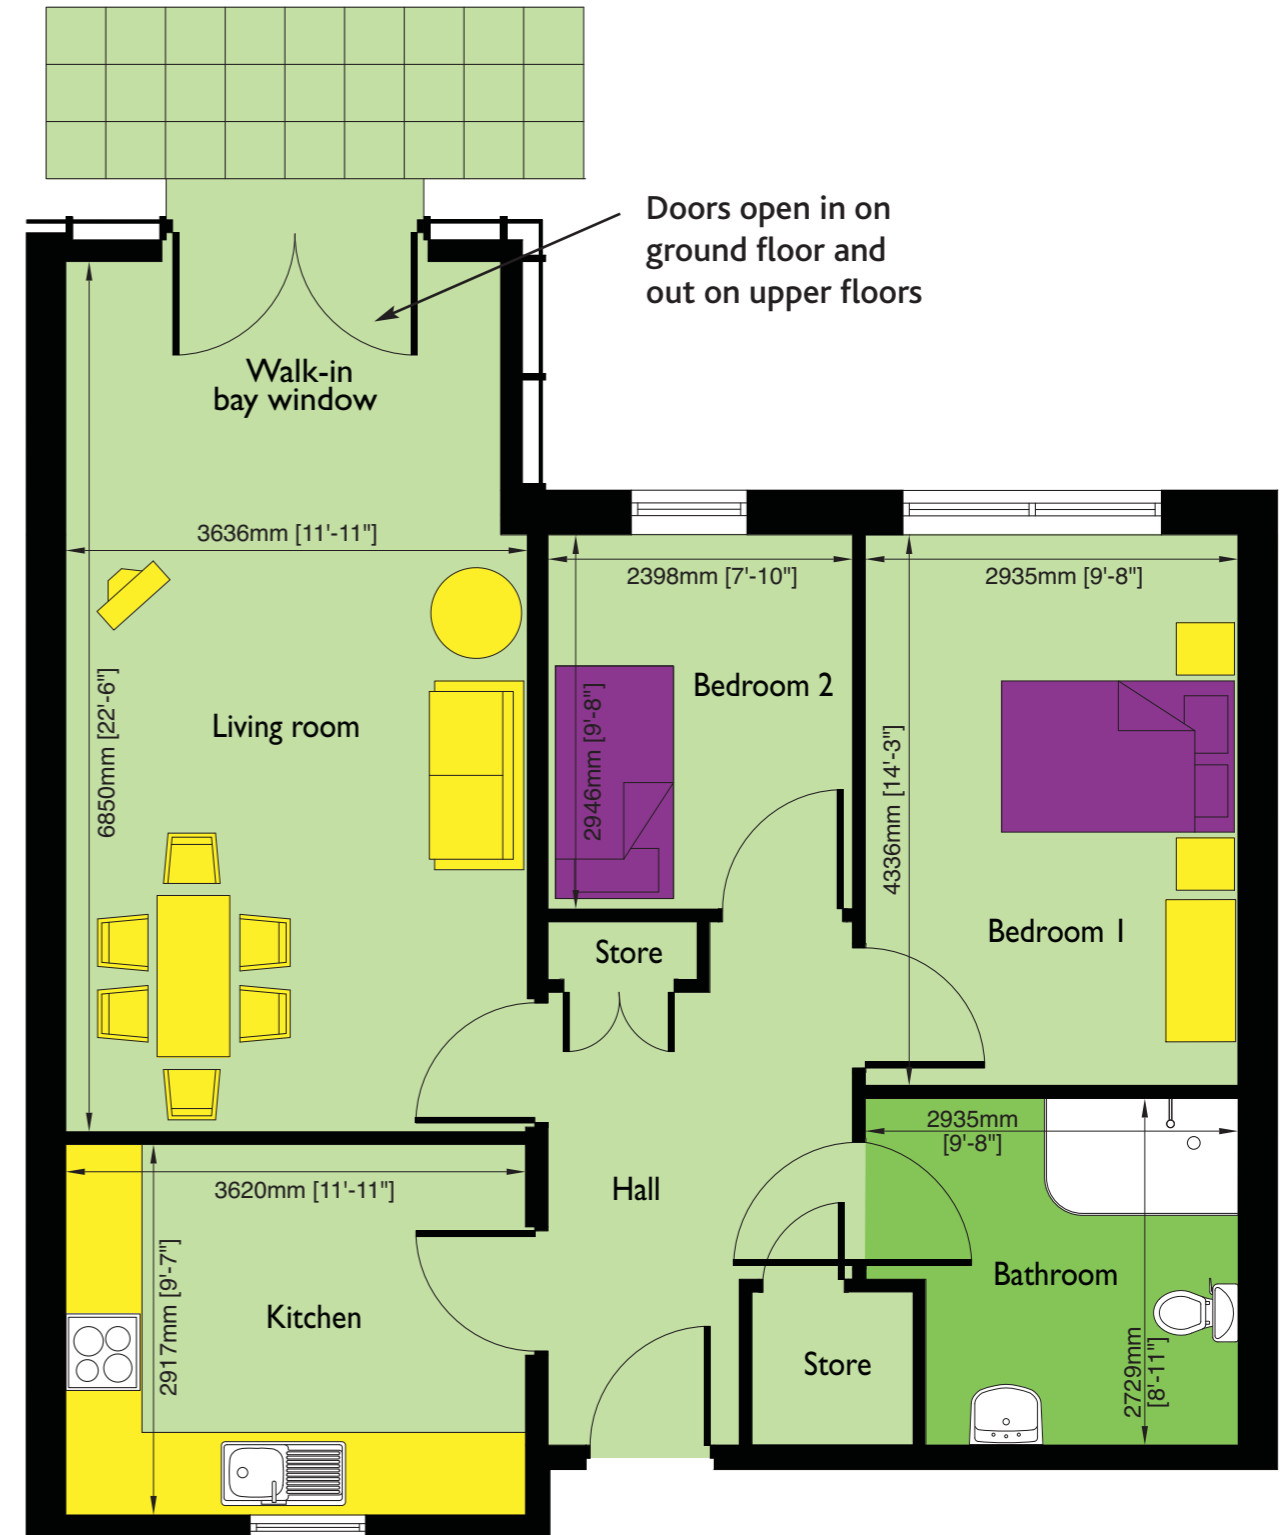 Doors open in on
ground floor and
out on upper floors
Walk-in
bay window
3636mm [11'-11"]
2398mm [7'-10"]
2935mm [9'-8"]
6850mm [22'-6"]
Living room
2946mm [9'-8"]
Bedroom 2
4336mm [14'-3"]
Bedroom 1
Store
2935mm
[9'-8"]
3620mm [11'-11"]
Hall
2917mm [9'-7"]
Kitchen
Bathroom
Store
2729mm
[8'-11"]